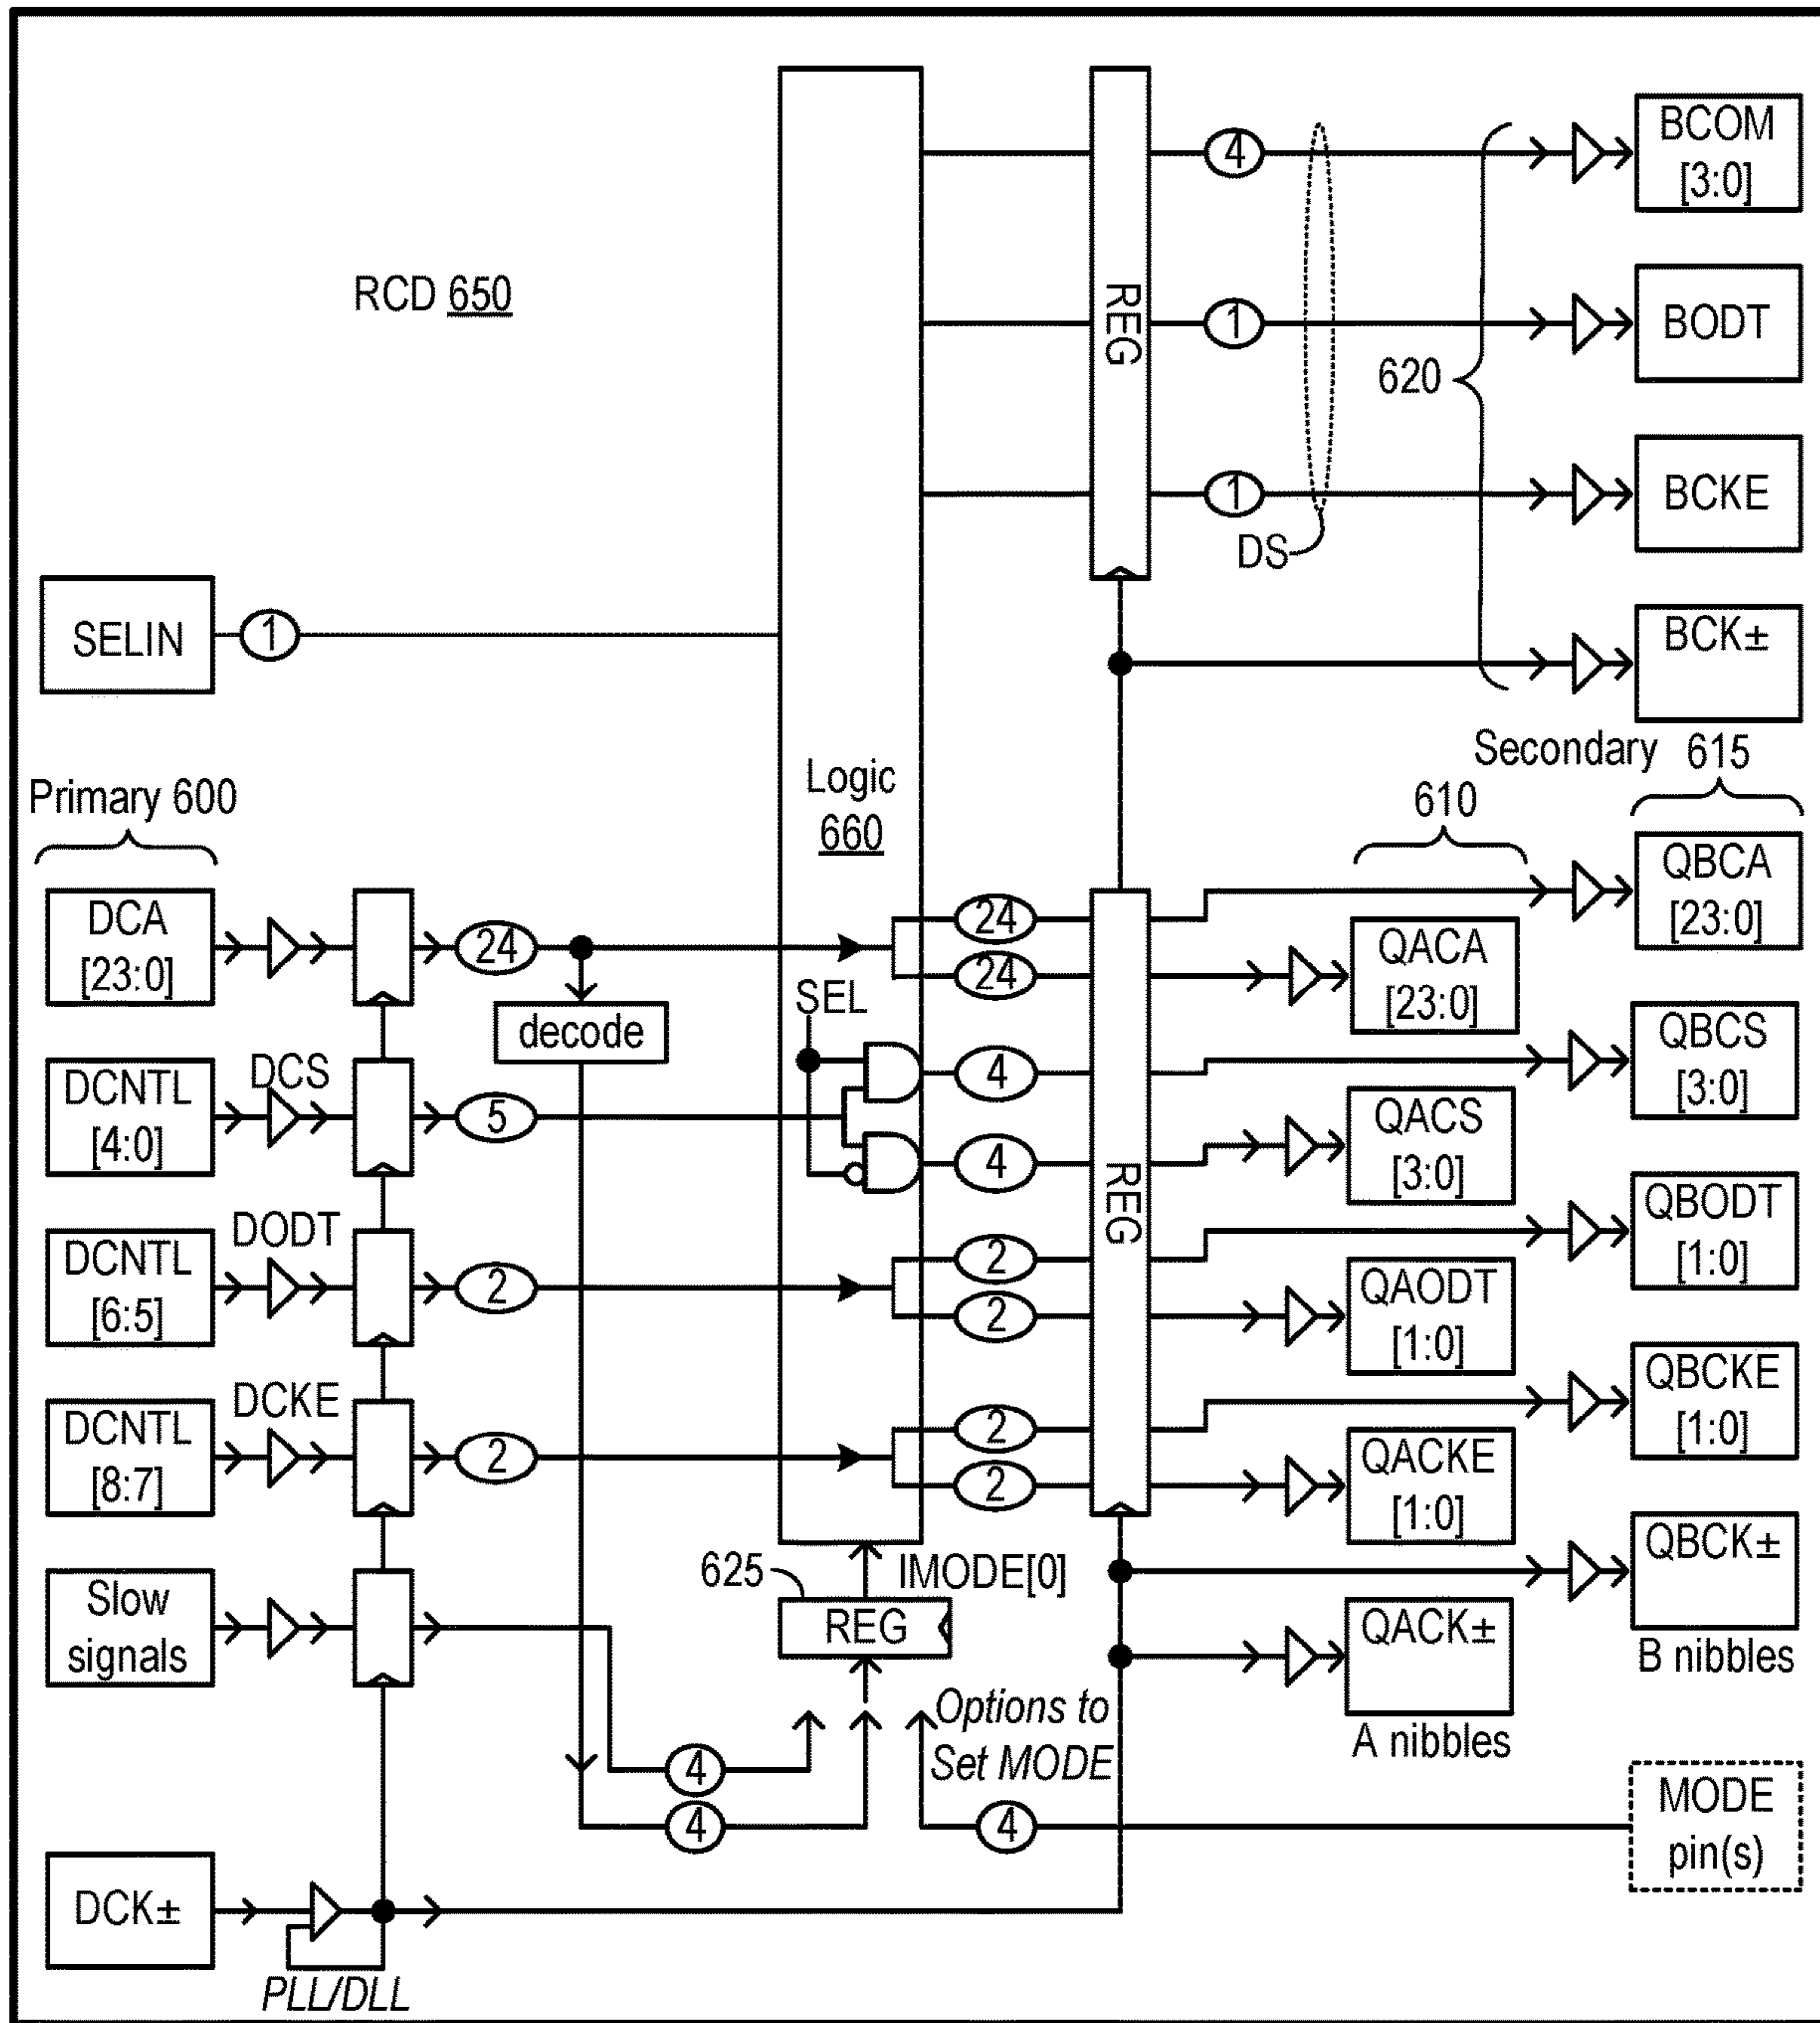 BCOM
[3:0]
4
RCD 650
REG
1
BODT
620
1
BCKE
DS
SELIN
1
BCK±
Secondary 615
Logic
660
Primary 600
610
DCA
[23:0]
24
24
24
QBCA
[23:0]
QACA
[23:0]
SEL
decode
DCNTL
[4:0]
DCS
5
4
4
QBCS
[3:0]
QACS
[3:0]
REG
DCNTL
[6:5]
DODT
2
2
2
QBODT
[1:0]
QAODT
[1:0]
DCNTL
[8:7]
DCKE
2
2
2
QBCKE
[1:0]
QACKE
[1:0]
625
IMODE[0]
REG
Slow
signals
QBCK±
B nibbles
QACK±
A nibbles
Options to
Set MODE
4
4
4
MODE
pin(s)
DCK±
PLL/DLL